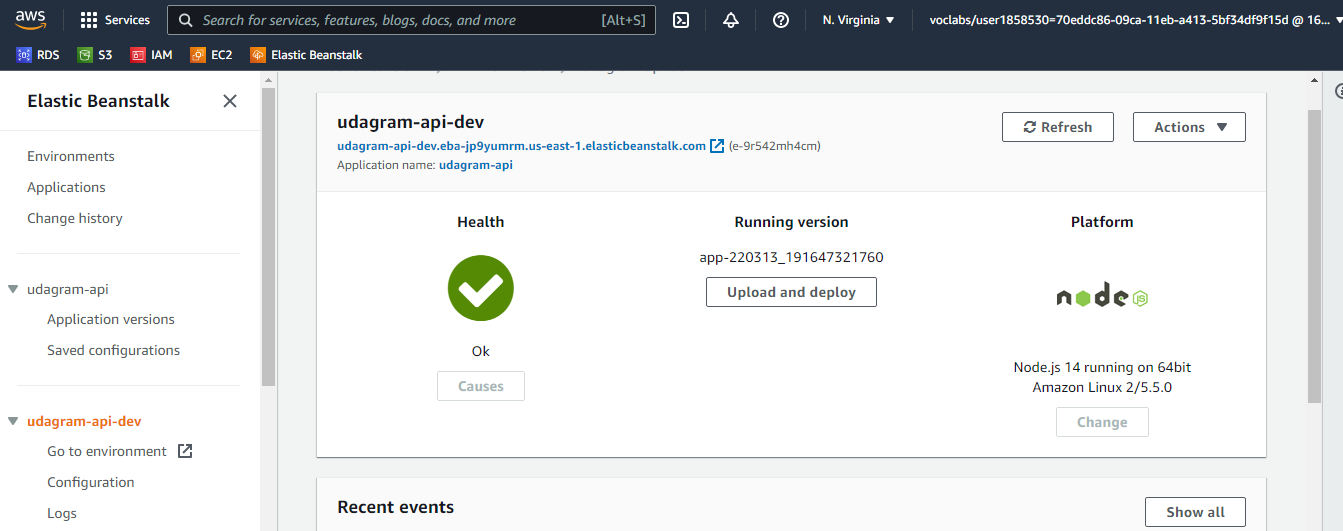 aws
Services
Search for services, features, blogs, docs, and more [Alt+S]
N. Virginia
voclabs/user1858530=70eddc86-09ca-11eb-a413-5bf34df9f15d @ 16...
RDS S3 IAM EC2 Elastic Beanstalk
Elastic Beanstalk
Environments
Applications
Change history
udagram-api
Application versions
Saved configurations
udagram-api-dev
Go to environment
Configuration
Logs
udagram-api-dev
udagram-api-dev.eba-jp9yumrm.us-east-1.elasticbeanstalk.com (e-9r542mh4cm)
Application name: udagram-api
Refresh
Actions
Health
Ok
Causes
Running version
app-220313_191647321760
Upload and deploy
Platform
node JS
Node.js 14 running on 64bit
Amazon Linux 2/5.5.0
Change
Recent events
Show all